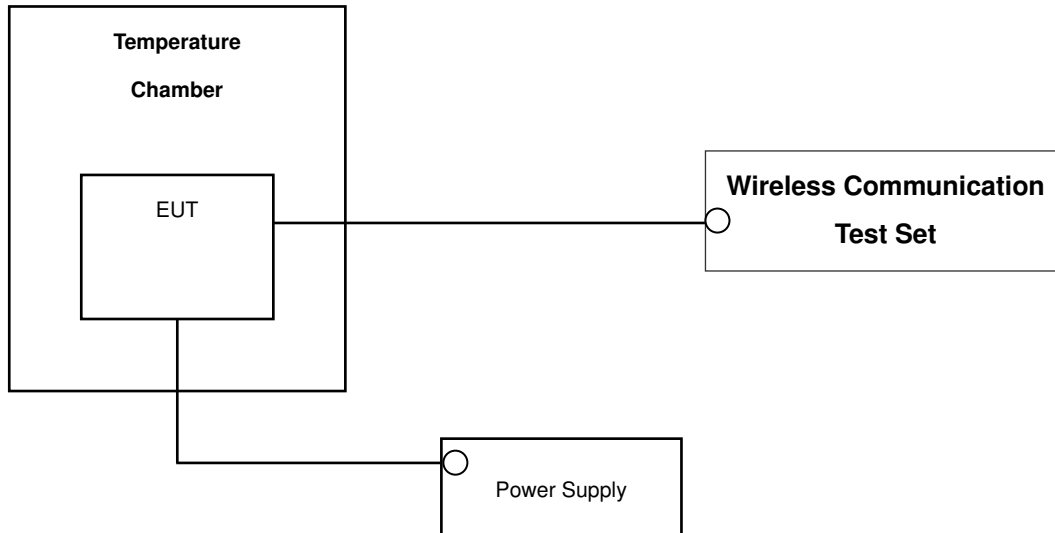 Temperature
Chamber
EUT
Wireless Communication
Test Set
Power Supply